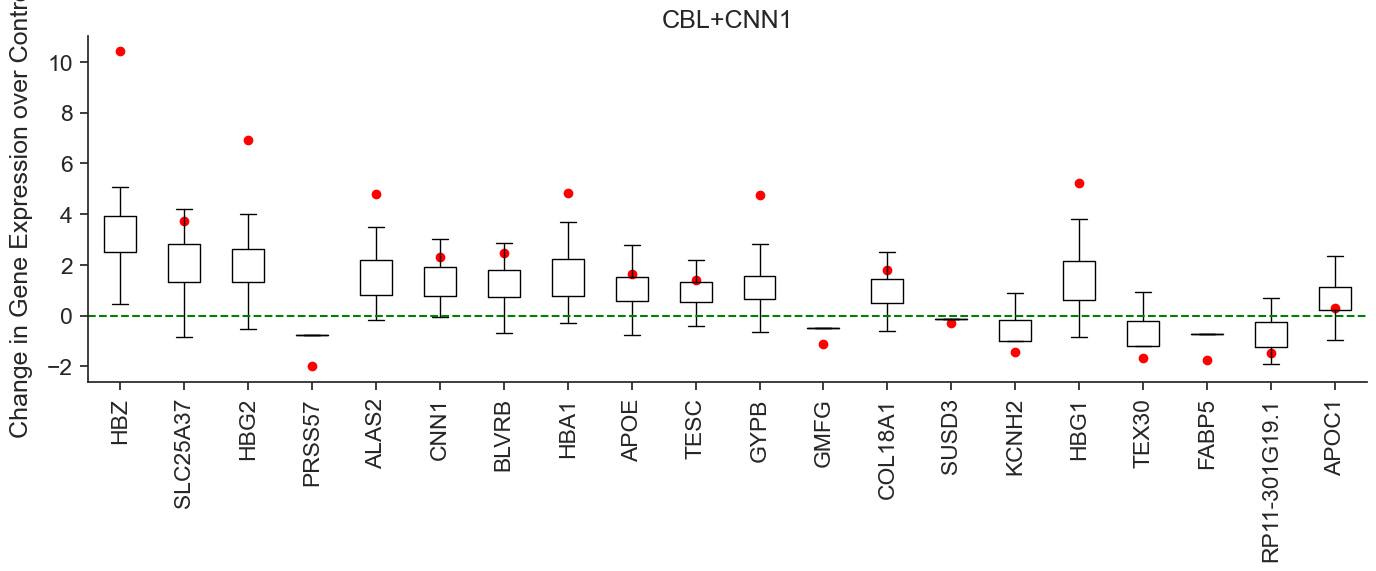 CBL+CNN1
Change in Gene Expression over Contro
10
8
6
4
2
0
−2
HBZ
SLC25A37
HBG2
PRSS57
ALAS2
CNN1
BLVRB
HBA1
APOE
TESC
GYPB
GMFG
COL18A1
SUSD3
KCNH2
HBG1
TEX30
FABP5
RP11-301G19.1
APOC1